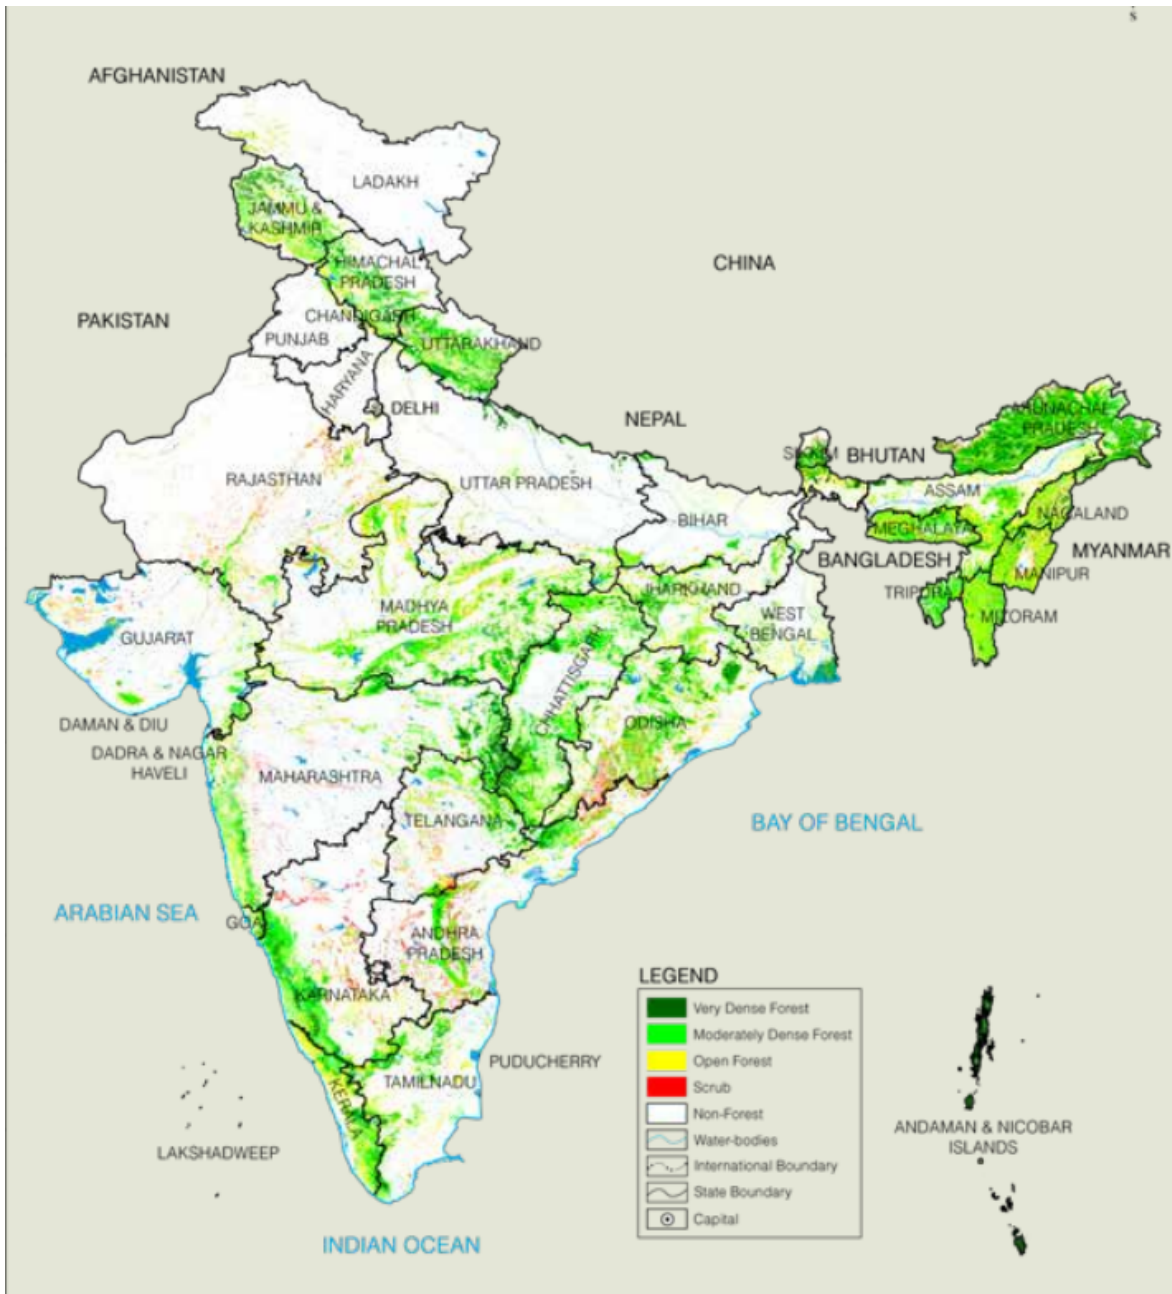 S
AFGHANISTAN
LADAKH
JAMMU &
KASHMIR
CHINA
HIMACHAL
PRADESH
PAKISTAN
CHANDIGARH
PUNJAB
UTTARAKHAND
HARYANA
DELHI
NEPAL
ARUNACHAL
PRADESH
SIKKIM
BHUTAN
RAJASTHAN
UTTAR PRADESH
ASSAM
BIHAR
NAGALAND
MEGHALAYA
BANGLADESH
MYANMAR
MANIPUR
JHARKHAND
TRIPURA
MADHYA
PRADESH
WEST
BENGAL
MIZORAM
GUJARAT
CHHATTISGARH
DAMAN & DIU
ODISHA
DADRA & NAGAR
HAVELI
MAHARASHTRA
TELANGANA
BAY OF BENGAL
ARABIAN SEA
GOA
ANDHRA
PRADESH
KARNATAKA
LEGEND
Very Dense Forest
Moderately Dense Forest
Open Forest
Scrub
Non-Forest
Water-bodies
International Boundary
State Boundary
Capital
PUDUCHERRY
TAMILNADU
KERALA
LAKSHADWEEP
ANDAMAN & NICOBAR
ISLANDS
INDIAN OCEAN